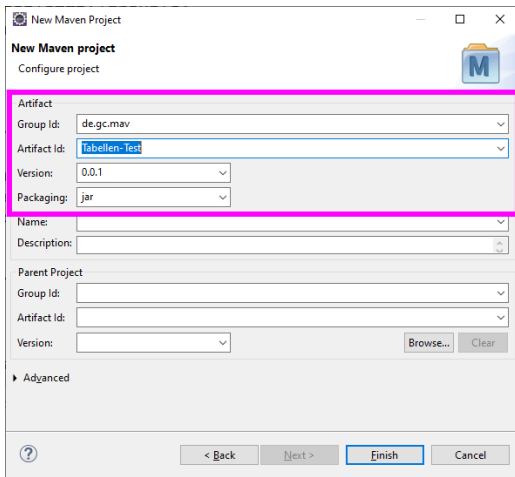 New Maven Project
New Maven project
Configure project
M
Artifact
Group Id: de.gc.mav
Artifact Id: Tabellen-Test
Version: 0.0.1
Packaging: jar
Name:
Description:
Parent Project
Group Id:
Artifact Id:
Version: Browse... Clear
Advanced
? < Back Next > Finish Cancel